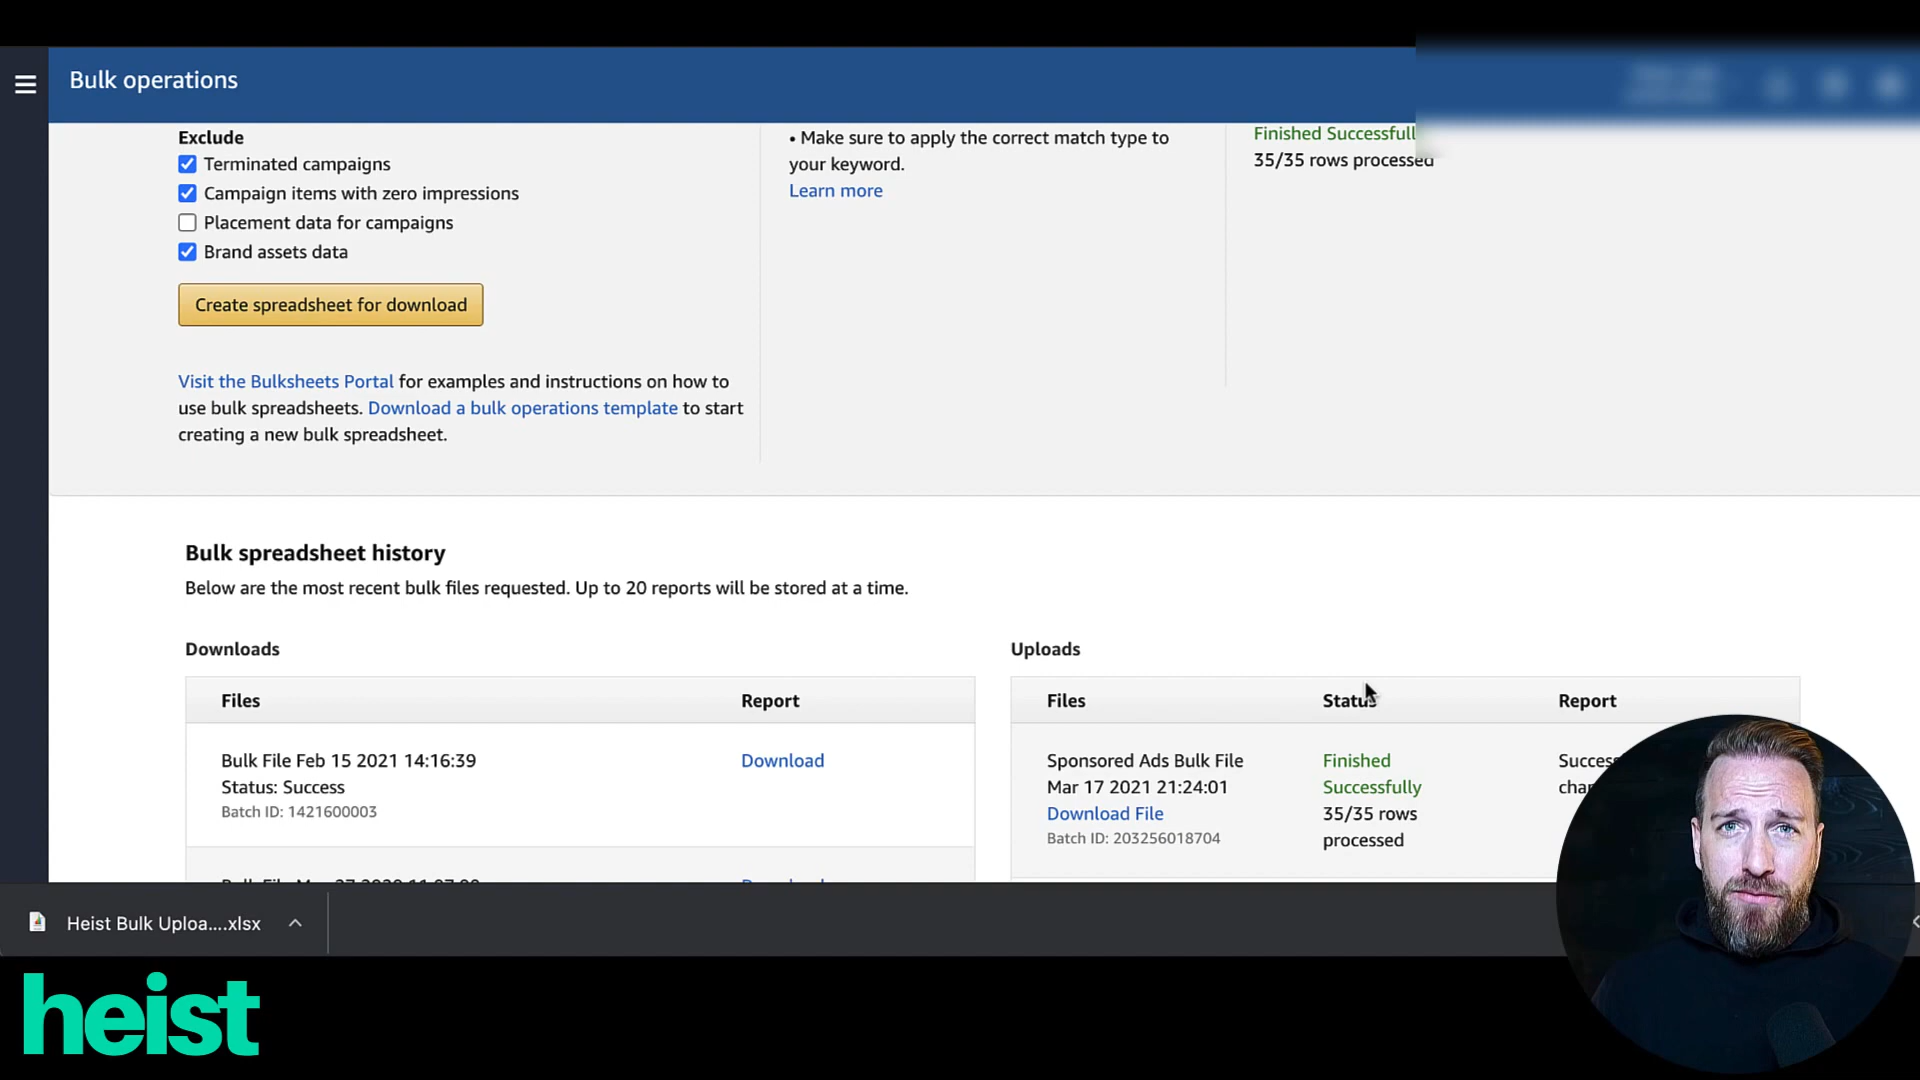 Bulk operations
Exclude
Terminated campaigns
Campaign items with zero impressions
Placement data for campaigns
Brand assets data
Create spreadsheet for download
Visit the Bulksheets Portal for examples and instructions on how to
use bulk spreadsheets. Download a bulk operations template to start
creating a new bulk spreadsheet.
• Make sure to apply the correct match type to
your keyword.
Learn more
Finished Successfull
35/35 rows processed
Bulk spreadsheet history
Below are the most recent bulk files requested. Up to 20 reports will be stored at a time.
Downloads
Files Report
Bulk File Feb 15 2021 14:16:39 Download
Status: Success
Batch ID: 1421600003
Uploads
Files Status Report
Sponsored Ads Bulk File
Mar 17 2021 21:24:01
Download File
Batch ID: 203256018704
Finished
Successfully
35/35 rows
processed
Heist Bulk Uploa....xlsx
heist